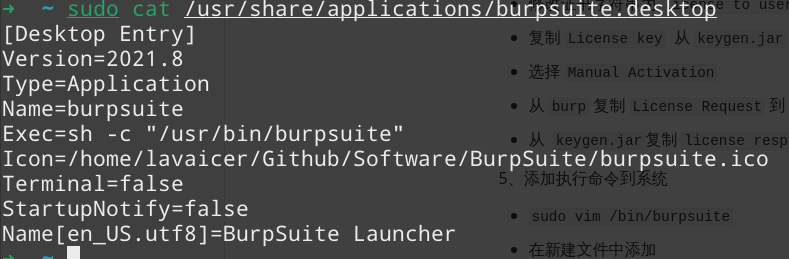 ➜  ~ sudo cat /usr/share/applications/burpsuite.desktop
[Desktop Entry]
Version=2021.8
Type=Application
Name=burpsuite
Exec=sh -c "/usr/bin/burpsuite"
Icon=/home/lavaicer/Github/Software/BurpSuite/burpsuite.ico
Terminal=false
StartupNotify=false
Name[en_US.utf8]=BurpSuite Launcher
➜  ~
to user
• 复制 License key 从 keygen.jar
• 选择 Manual Activation
• 从 burp 复制 License Request 到
• 从 keygen.jar复制 license resp
5、添加执行命令到系统
• sudo vim /bin/burpsuite
• 在新建文件中添加